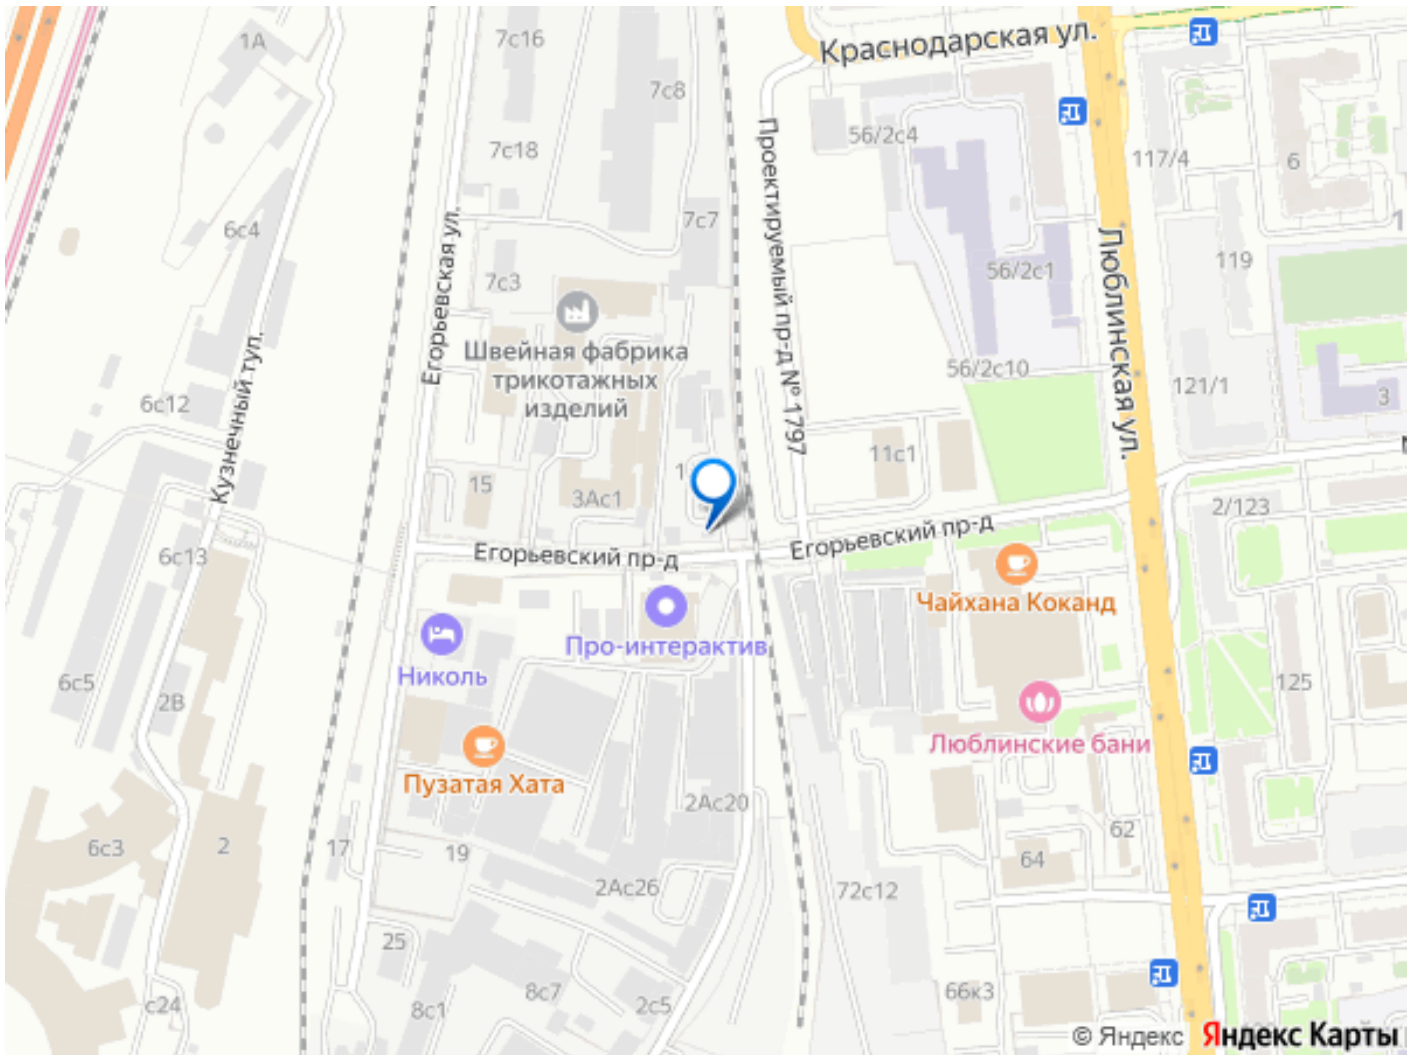 1А
7с16
Краснодарская ул.
7с8
56/2с4
117/4
6
7с18
Проектируемый пр-д № 1797
6с4
7с7
1
Егорьевская ул.
7с3
56/2с1
Люблинская ул.
119
Швейная фабрика
трикотажных
изделий
56/2с10
121/1
3
6с12
Кузнечный туп.
11с1
15
1
3Ас1
2/123
Егорьевский пр-д
Егорьевский пр-д
6с13
Чайхана Коканд
Про-интерактив
Николь
6с5
2В
125
Люблинские бани
Пузатая Хата
2Ас20
62
6с3
2
17
19
64
2Ас26
72с12
25
с24
8с1
8с7
2с5
66к3
© Яндекс Яндекс Карты